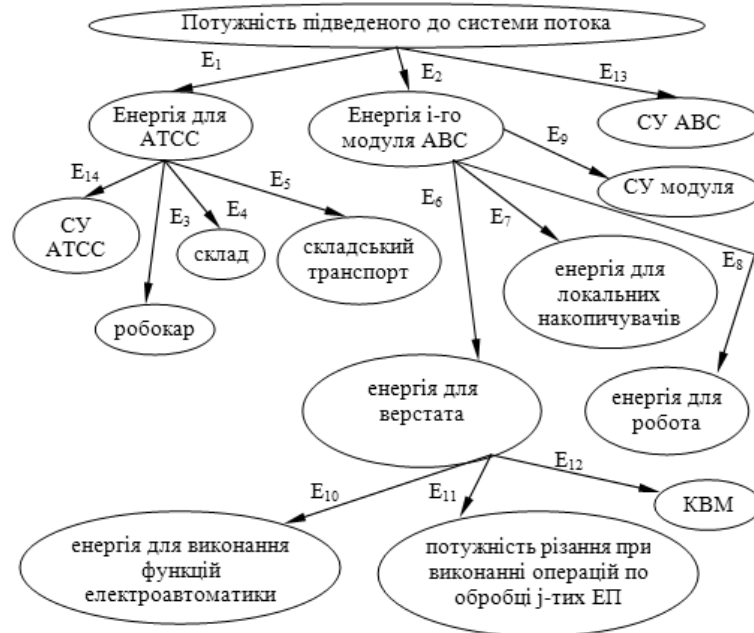 Потужність підведеного до системи потока
E₁
E₂
E₁₃
Енергія для
АТСС
Енергія і-го
модуля АВС
СУ АВС
E₉
СУ модуля
E₁₄
E₃
E₄
E₅
E₆
E₇
E₈
СУ
АТСС
склад
складський
транспорт
робокар
енергія для
локальних
накопичувачів
енергія для
верстата
енергія для
робота
E₁₀
E₁₁
E₁₂
КВМ
енергія для виконання
функцій
електроавтоматики
потужність різання при
виконанні операцій по
обробці j-тих ЕП